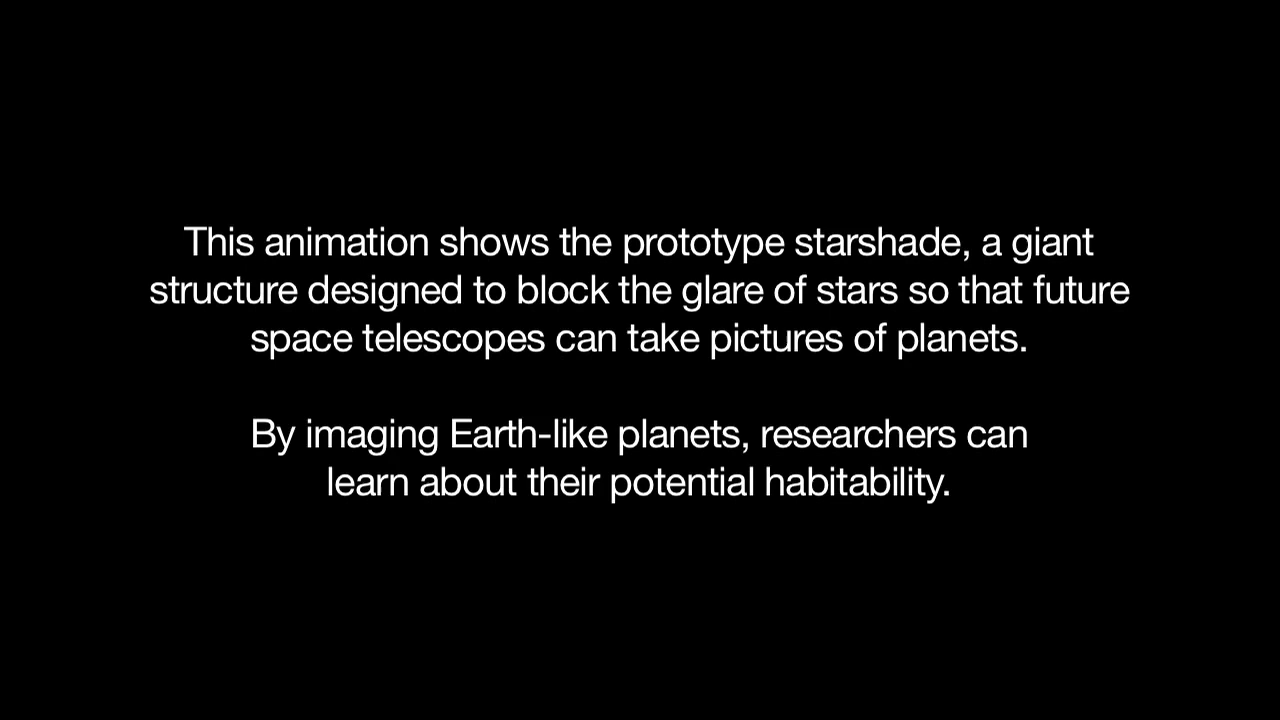 This animation shows the prototype starshade, a giant
structure designed to block the glare of stars so that future
space telescopes can take pictures of planets.
By imaging Earth-like planets, researchers can
learn about their potential habitability.